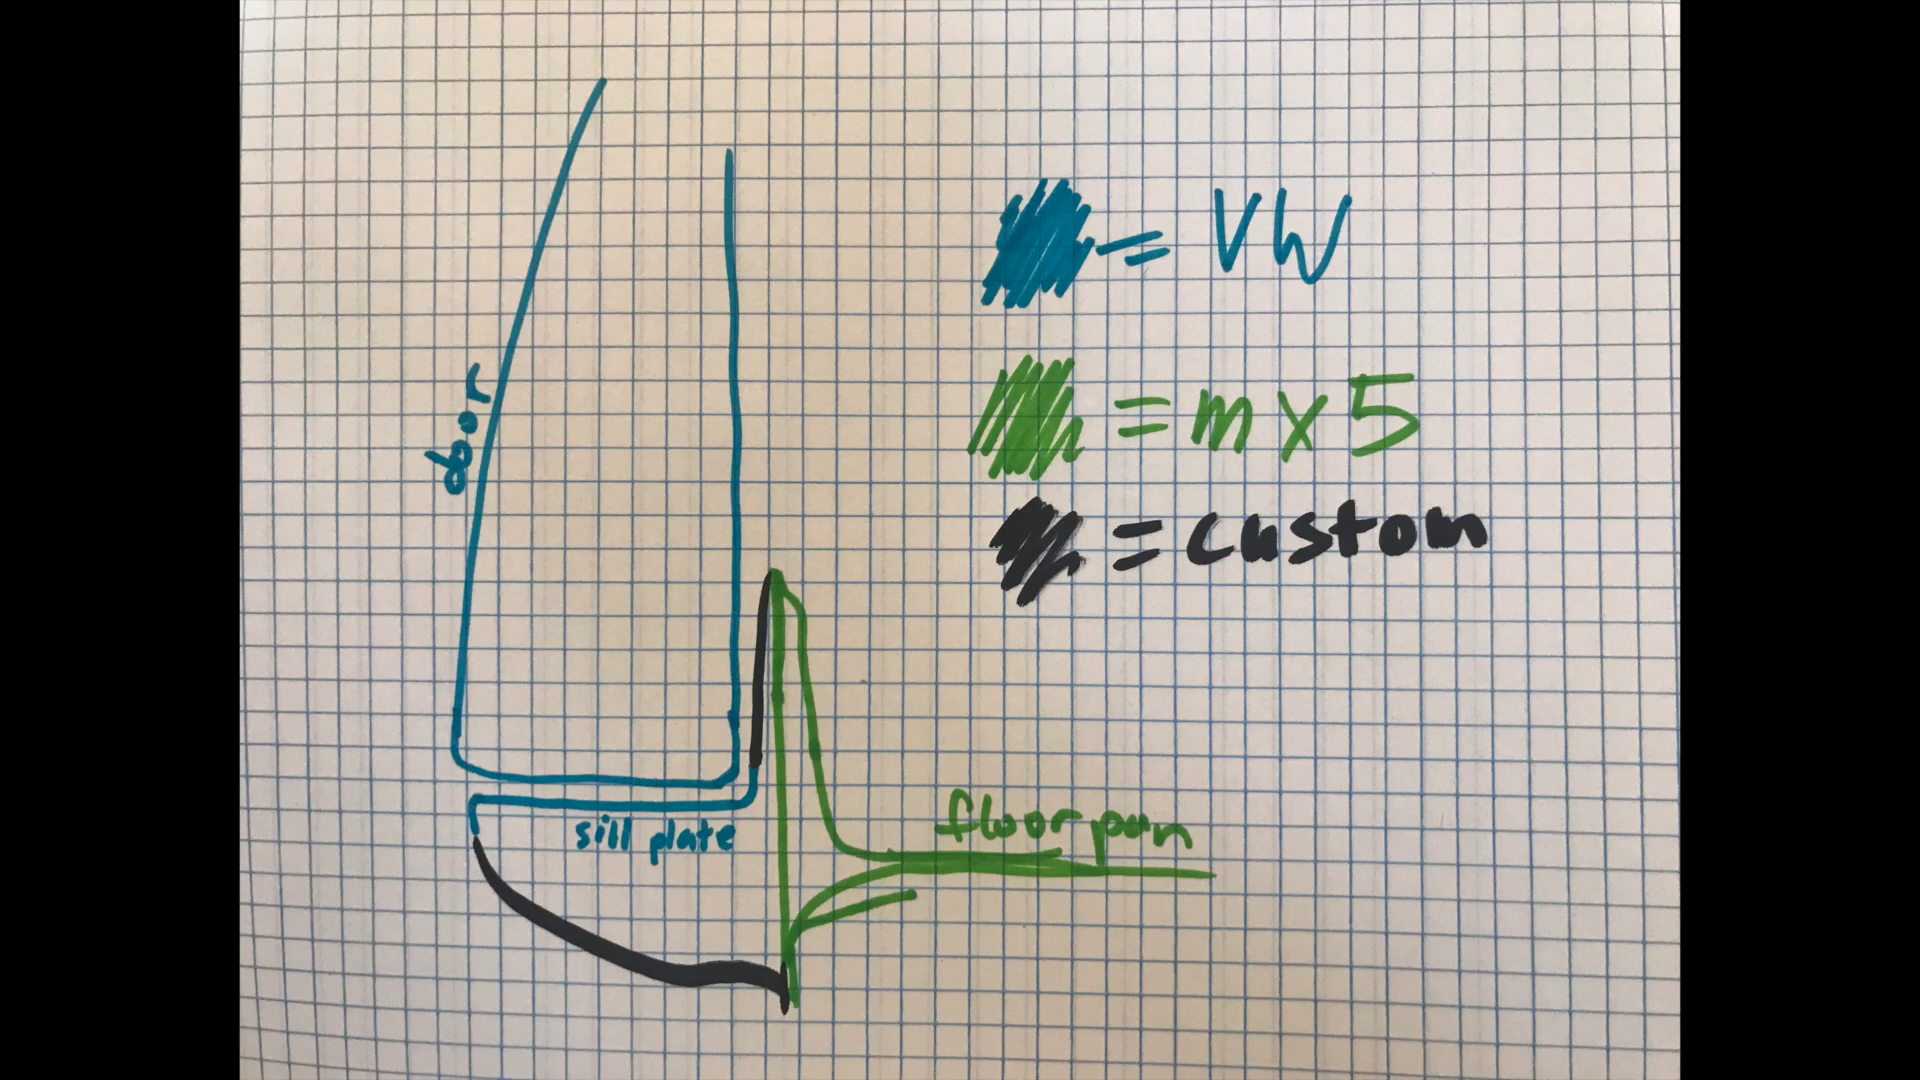 = VW
= mx5
= custom
door
sill plate
floor pan